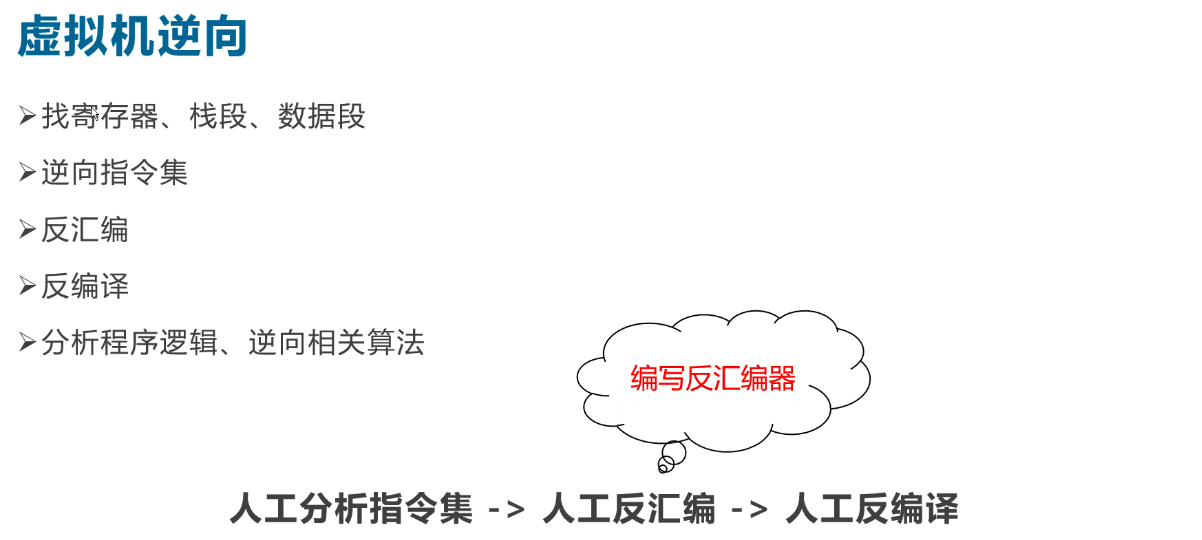 虚拟机逆向
➢找寄存器、栈段、数据段
➢逆向指令集
➢反汇编
➢反编译
➢分析程序逻辑、逆向相关算法
编写反汇编器
人工分析指令集 -> 人工反汇编 -> 人工反编译